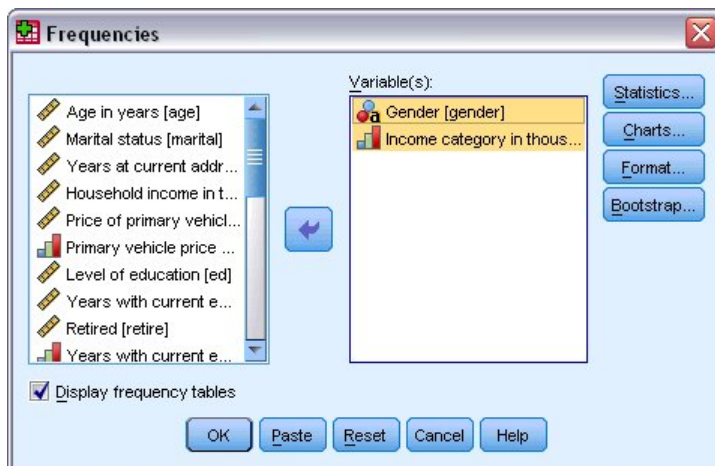 Frequencies
Age in years [age]
Marital status [marital]
Years at current addr...
Household income in t...
Price of primary vehicl...
Primary vehicle price ...
Level of education [ed]
Years with current e...
Retired [retire]
Years with current e...
Display frequency tables
Variable(s):
Gender [gender]
Income category in thous...
Statistics...
Charts...
Format...
Bootstrap...
OK
Paste
Reset
Cancel
Help